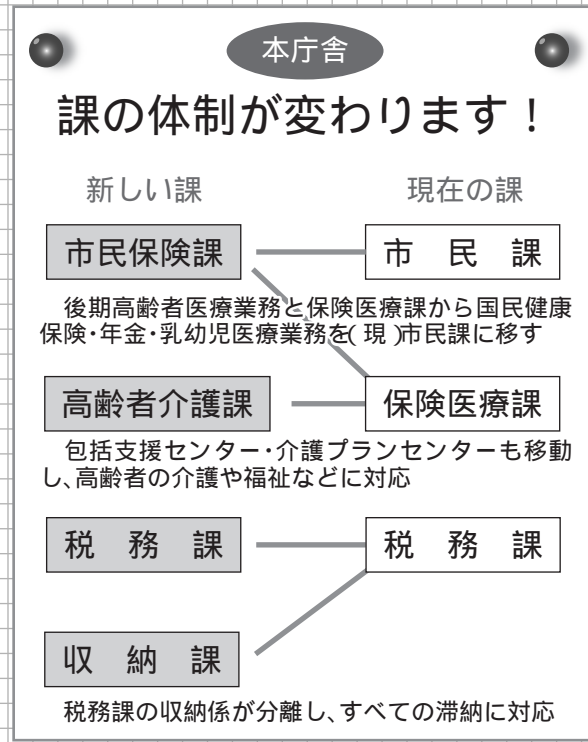 本庁舎
課の体制が変わります！
新しい課 現在の課
市民保険課 市民課
後期高齢者医療業務と保険医療課から国民健康
保険・年金・乳幼児医療業務を(現)市民課に移す
高齢者介護課 保険医療課
包括支援センター・介護プランセンターも移動
し、高齢者の介護や福祉などに対応
税務課 税務課
収納課
税務課の収納係が分離し、すべての滞納に対応